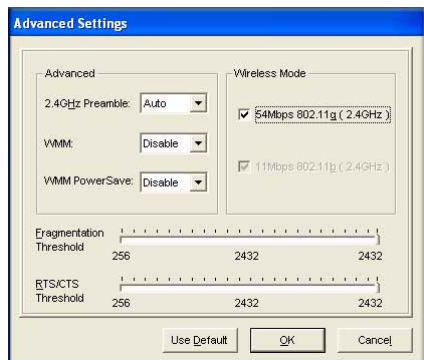 Advanced Settings
Advanced
2.4GHz Preamble: Auto
WMM: Disable
WMM PowerSave: Disable
Wireless Mode
54Mbps 802.11g ( 2.4GHz )
11Mbps 802.11b ( 2.4GHz )
Fragmentation
Threshold
256 2432 2432
RTS/CTS
Threshold
256 2432 2432
Use Default OK Cancel